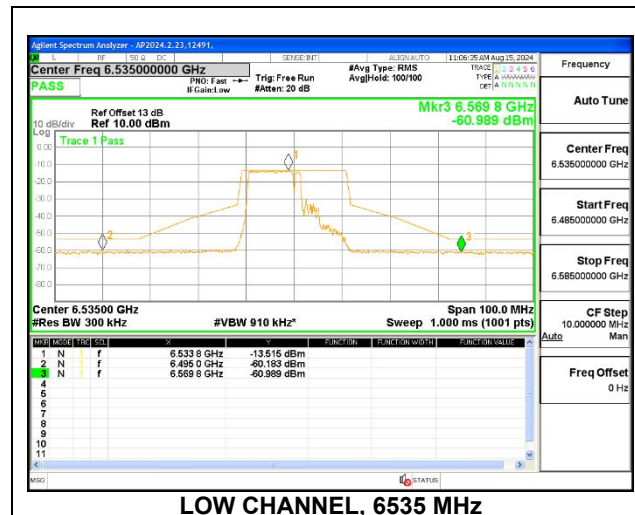 Agilent Spectrum Analyzer - AP2024.2.23,12491,
L RF 50 Ω DC SENSE:INT ALIGNAUTO 11:06:35 AM Aug 15, 2024
Center Freq 6.535000000 GHz #Avg Type: RMS TRACE 1 2 3 4 5 6
PASS PNO: Fast Trig: Free Run Avg|Hold: 100/100 TYPE A
IFGain:Low #Atten: 20 dB DET A N N N N N
Frequency
Auto Tune
Center Freq
6.535000000 GHz
Start Freq
6.485000000 GHz
Stop Freq
6.585000000 GHz
CF Step
10.000000 MHz
Auto Man
Freq Offset
0 Hz
Ref Offset 13 dB Mkr3 6.569 8 GHz
10 dB/div Ref 10.00 dBm -60.989 dBm
Log
Trace 1 Pass
0.00
-10.0
-20.0
-30.0
-40.0
-50.0
-60.0
-70.0
-80.0
1
2
3
Center 6.53500 GHz Span 100.0 MHz
#Res BW 300 kHz #VBW 910 kHz* Sweep 1.000 ms (1001 pts)
MKR MODE TRC SCL X Y FUNCTION FUNCTION WIDTH FUNCTION VALUE
1 N 1 f 6.533 8 GHz -13.515 dBm
2 N 1 f 6.495 0 GHz -60.183 dBm
3 N 1 f 6.569 8 GHz -60.989 dBm
4
5
6
7
8
9
10
11
MSG STATUS
LOW CHANNEL, 6535 MHz